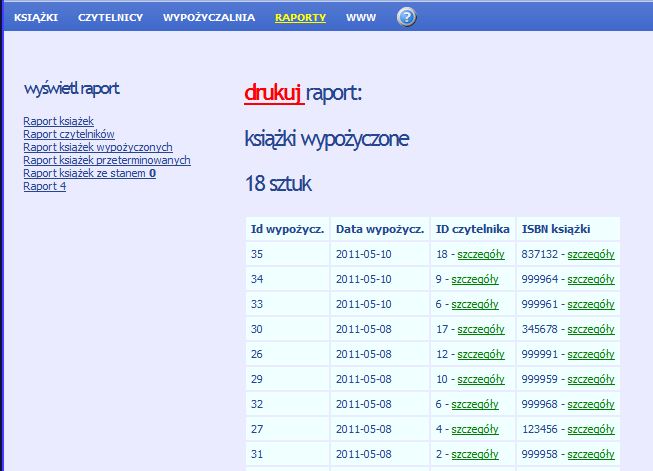 KSIĄŻKI CZYTELNICY WYPOŻYCZALNIA RAPORTY WWW ?
wyświetl raport
Raport książek
Raport czytelników
Raport książek wypożyczonych
Raport książek przeterminowanych
Raport książek ze stanem 0
Raport 4
drukuj raport:
książki wypożyczone
18 sztuk
Id wypożycz. Data wypożycz. ID czytelnika ISBN książki
35 2011-05-10 18 - szczegóły 837132 - szczegóły
34 2011-05-10 9 - szczegóły 999964 - szczegóły
33 2011-05-10 6 - szczegóły 999961 - szczegóły
30 2011-05-08 17 - szczegóły 345678 - szczegóły
26 2011-05-08 12 - szczegóły 999991 - szczegóły
29 2011-05-08 10 - szczegóły 999959 - szczegóły
32 2011-05-08 6 - szczegóły 999968 - szczegóły
27 2011-05-08 4 - szczegóły 123456 - szczegóły
31 2011-05-08 2 - szczegóły 999958 - szczegóły